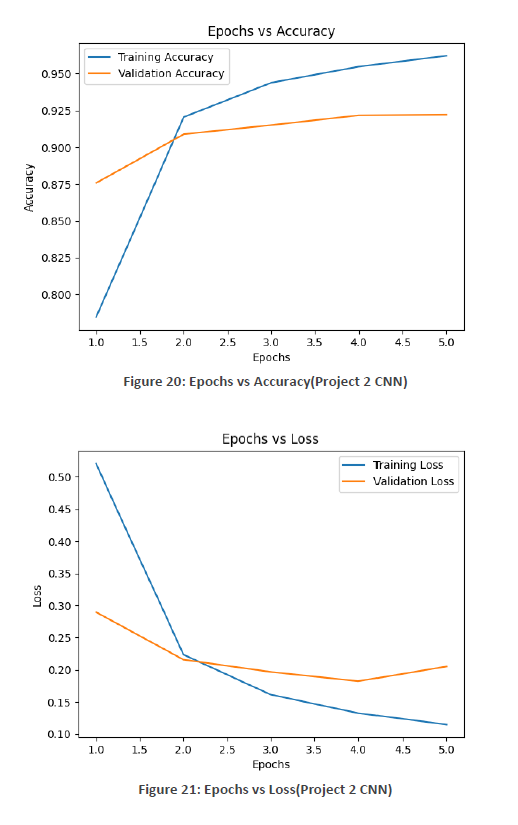 Epochs vs Accuracy
Training Accuracy
Validation Accuracy
0.950
0.925
0.900
0.875
0.850
0.825
0.800
Accuracy
1.0 1.5 2.0 2.5 3.0 3.5 4.0 4.5 5.0
Epochs
Figure 20: Epochs vs Accuracy(Project 2 CNN)
Epochs vs Loss
Training Loss
Validation Loss
0.50
0.45
0.40
0.35
0.30
0.25
0.20
0.15
0.10
Loss
1.0 1.5 2.0 2.5 3.0 3.5 4.0 4.5 5.0
Epochs
Figure 21: Epochs vs Loss(Project 2 CNN)